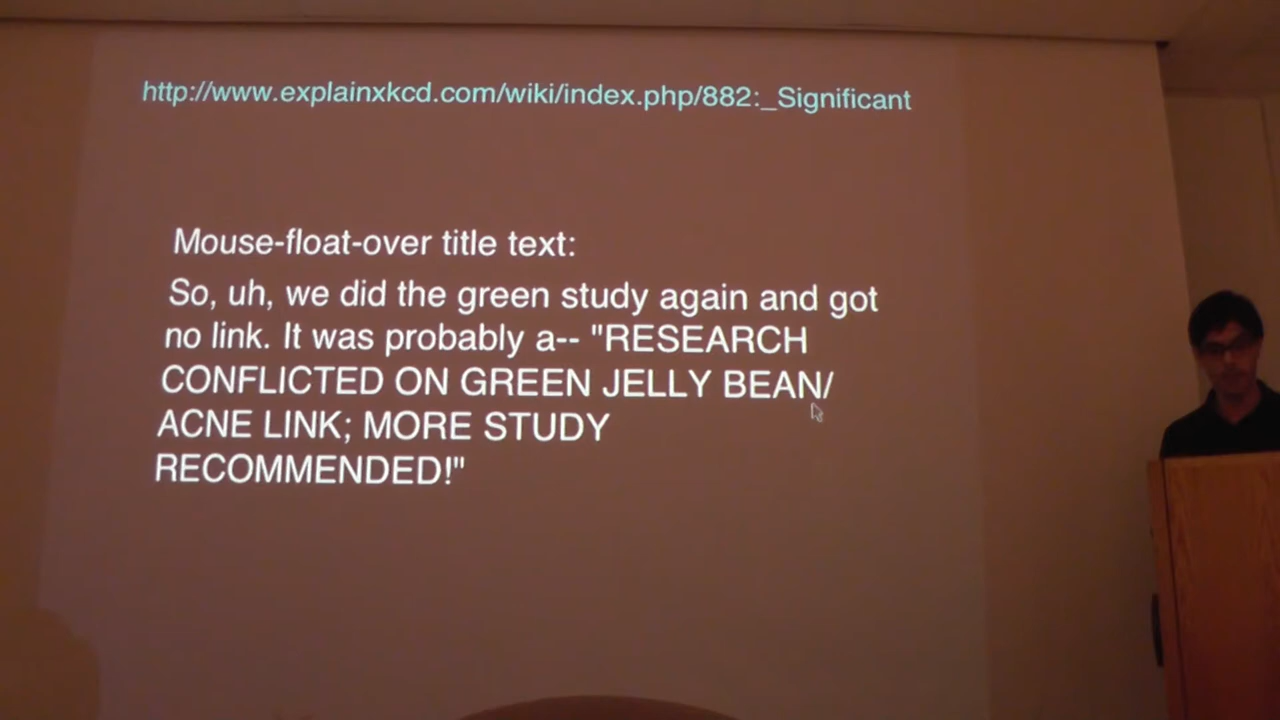 http://www.explainxkcd.com/wiki/index.php/882:_Significant
Mouse-float-over title text:
So, uh, we did the green study again and got
no link. It was probably a-- "RESEARCH
CONFLICTED ON GREEN JELLY BEAN/
ACNE LINK; MORE STUDY
RECOMMENDED!"